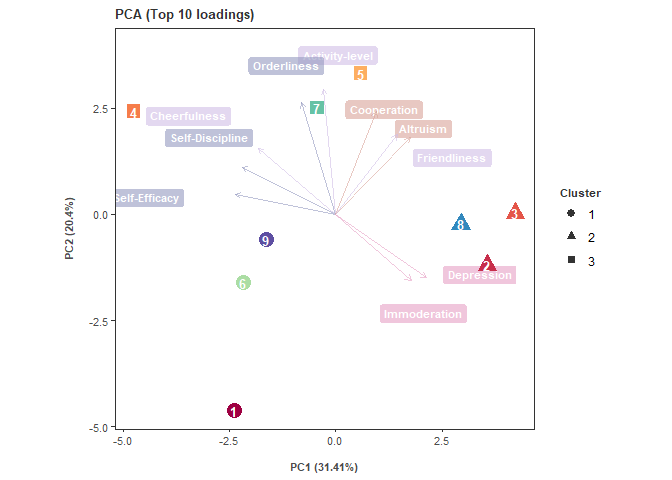 PCA (Top 10 loadings)
Activity-level
Orderliness
5
4
7
Cheerfulness
Cooperation
Altruism
Self-Discipline
Friendliness
Self-Efficacy
3
8
9
2
Depression
6
Immoderation
1
2.5
0.0
-2.5
-5.0
PC2 (20.4%)
-5.0
-2.5
0.0
2.5
PC1 (31.41%)
Cluster
1
2
3